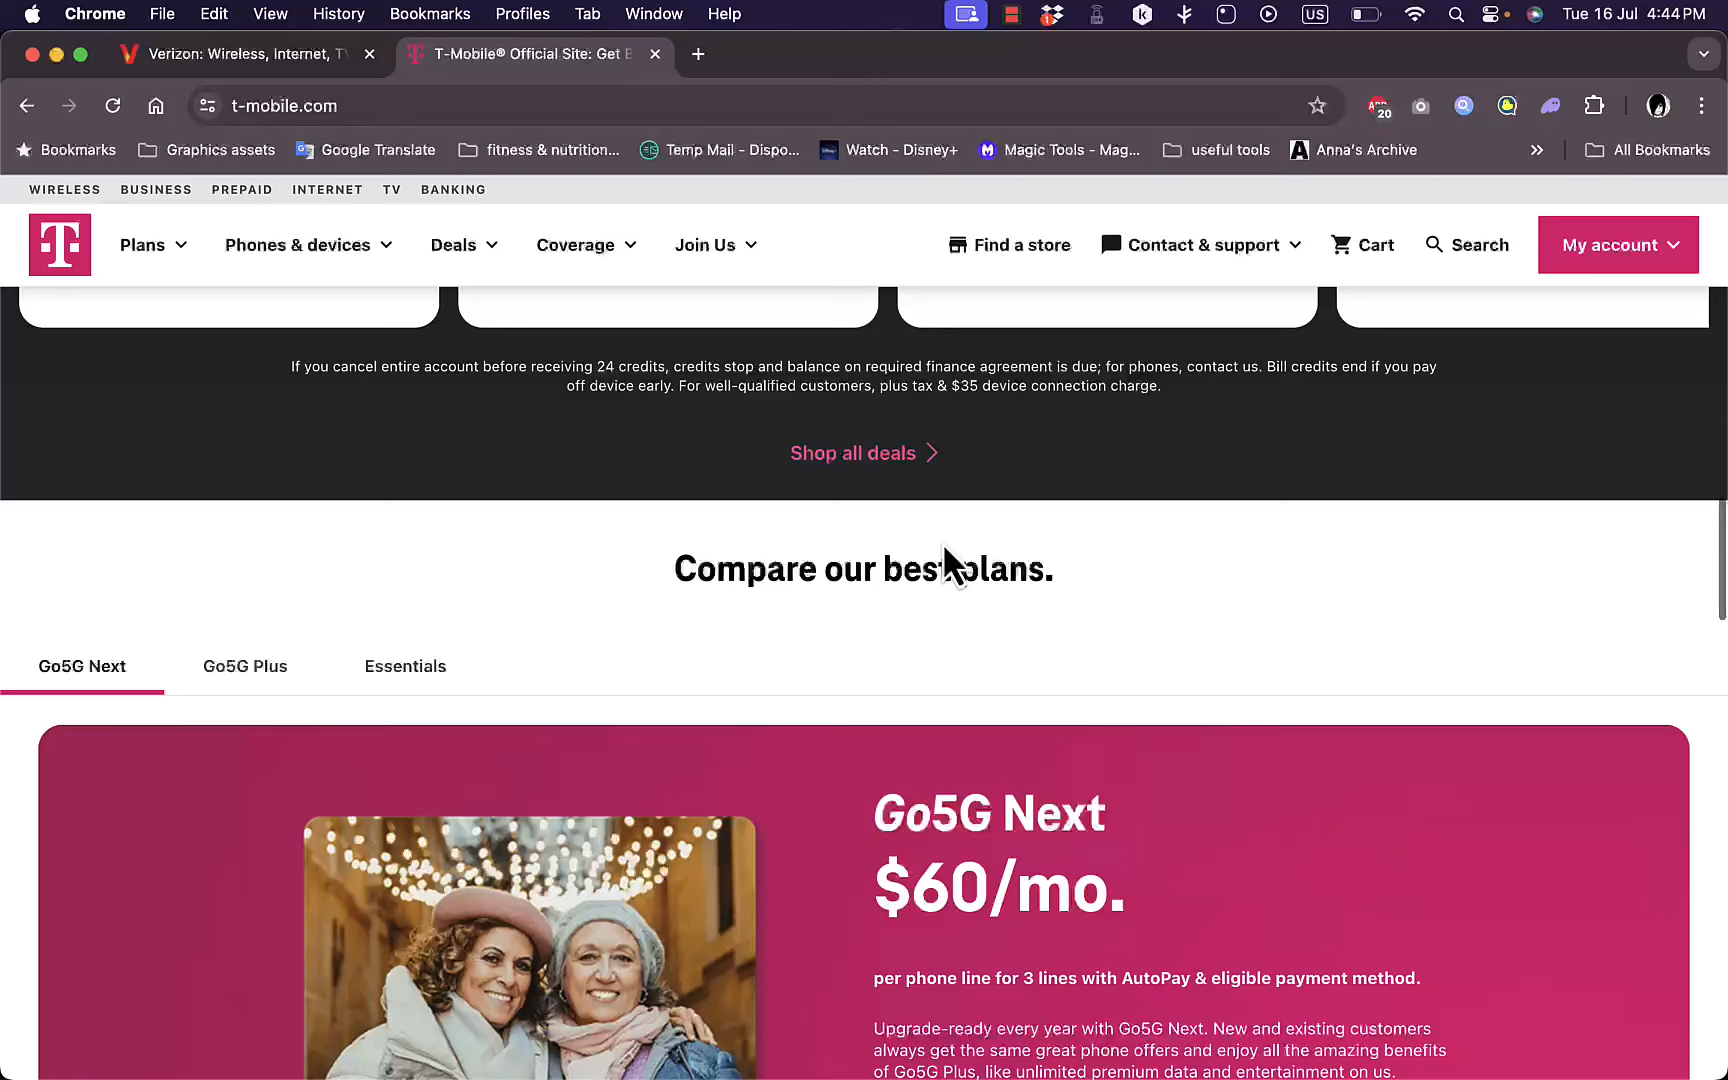 Chrome File Edit View History Bookmarks Profiles Tab Window Help US Tue 16 Jul 4:44 PM
Verizon: Wireless, Internet, T
T-Mobile® Official Site: Get E
t-mobile.com
20
Bookmarks Graphics assets Google Translate fitness & nutrition... Temp Mail - Dispo... Watch - Disney+ Magic Tools - Mag... useful tools Anna's Archive All Bookmarks
WIRELESS BUSINESS PREPAID INTERNET TV BANKING
T Plans Phones & devices Deals Coverage Join Us Find a store Contact & support Cart Search My account
If you cancel entire account before receiving 24 credits, credits stop and balance on required finance agreement is due; for phones, contact us. Bill credits end if you pay
off device early. For well-qualified customers, plus tax & $35 device connection charge.
Shop all deals
Compare our best plans.
Go5G Next Go5G Plus Essentials
Go5G Next
$60/mo.
per phone line for 3 lines with AutoPay & eligible payment method.
Upgrade-ready every year with Go5G Next. New and existing customers
always get the same great phone offers and enjoy all the amazing benefits
of Go5G Plus, like unlimited premium data and entertainment on us.